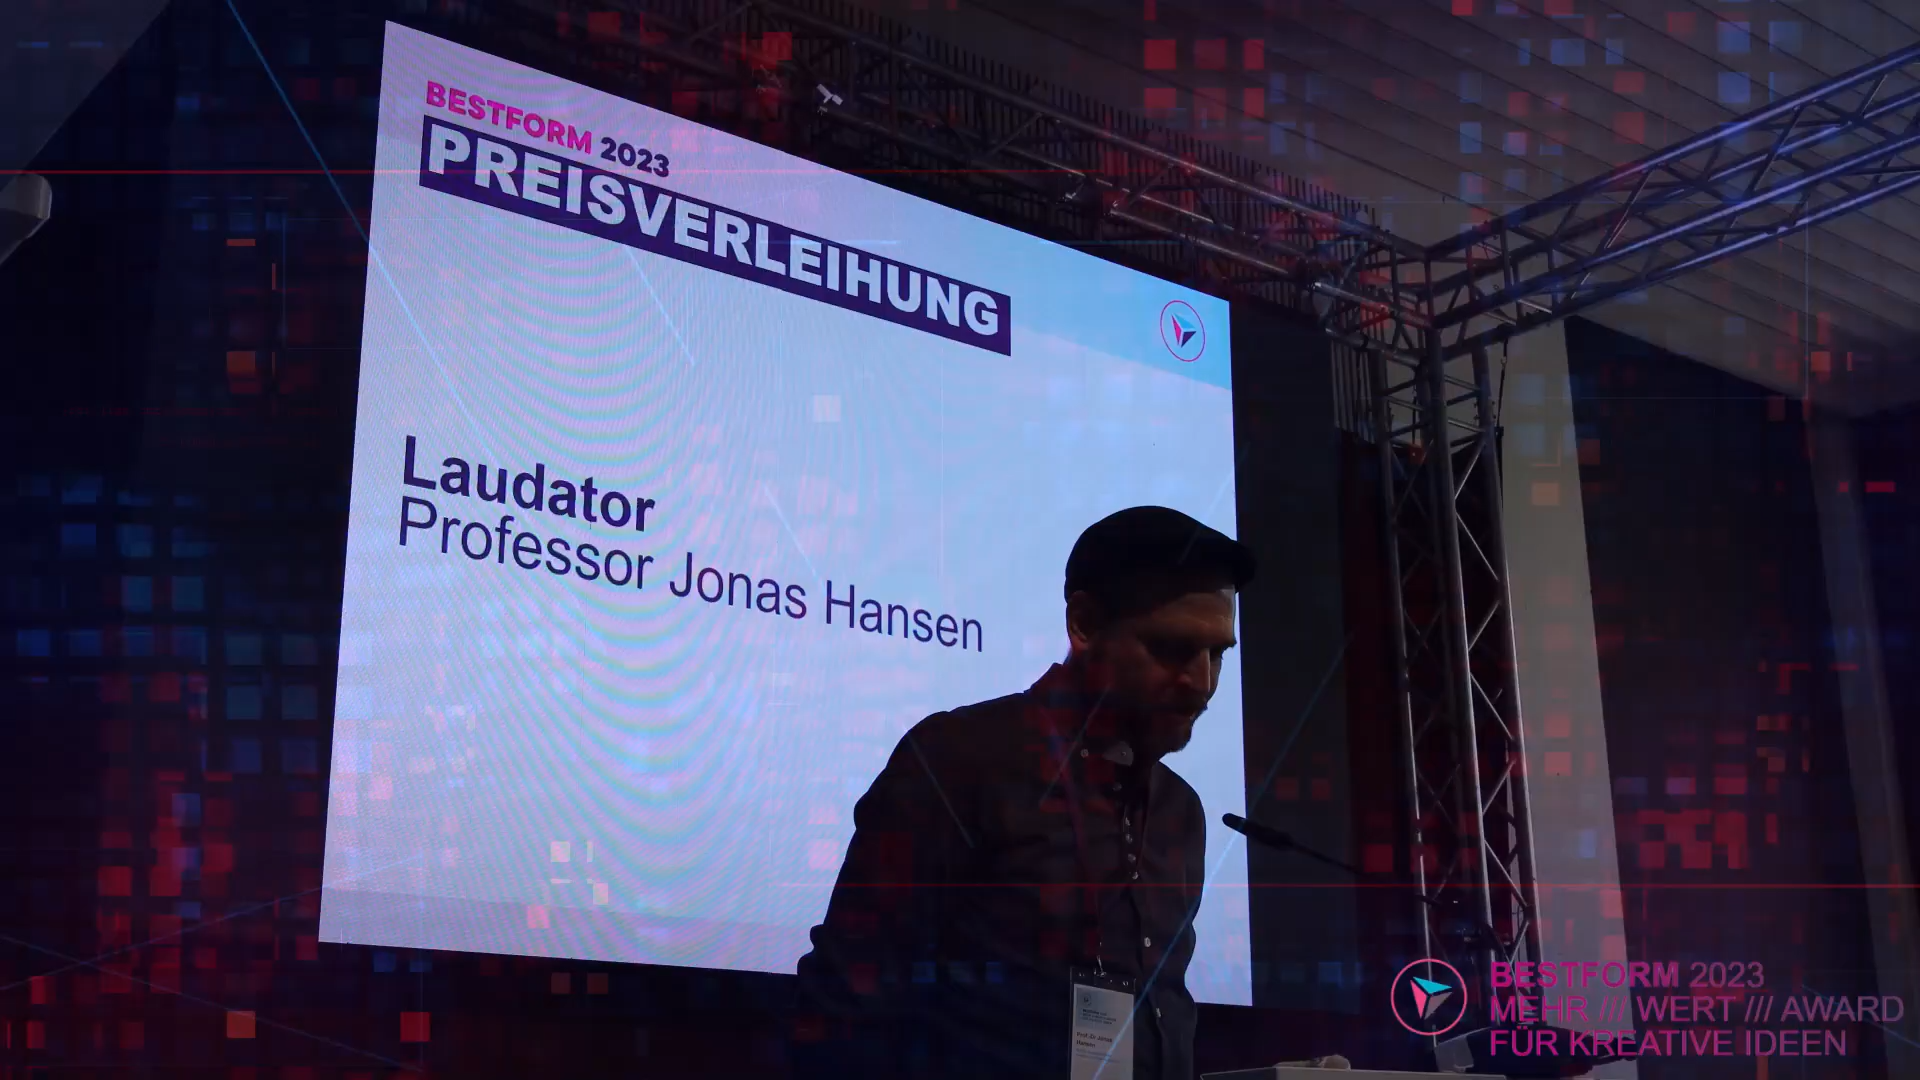 BESTFORM 2023
PREISVERLEIHUNG
Laudator
Professor Jonas Hansen
BESTFORM 2023
MEHR /// WERT /// AWARD
FÜR KREATIVE IDEEN